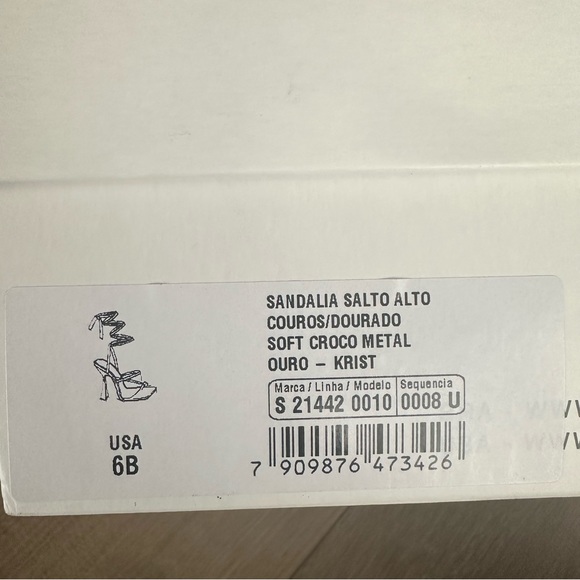 SANDALIA SALTO ALTO
COUROS/DOURADO
SOFT CROCO METAL
OURO – KRIST
Marca / Linha / Modelo Sequencia
S 21442 0010 0008 U
USA
6B
7 909876 473426